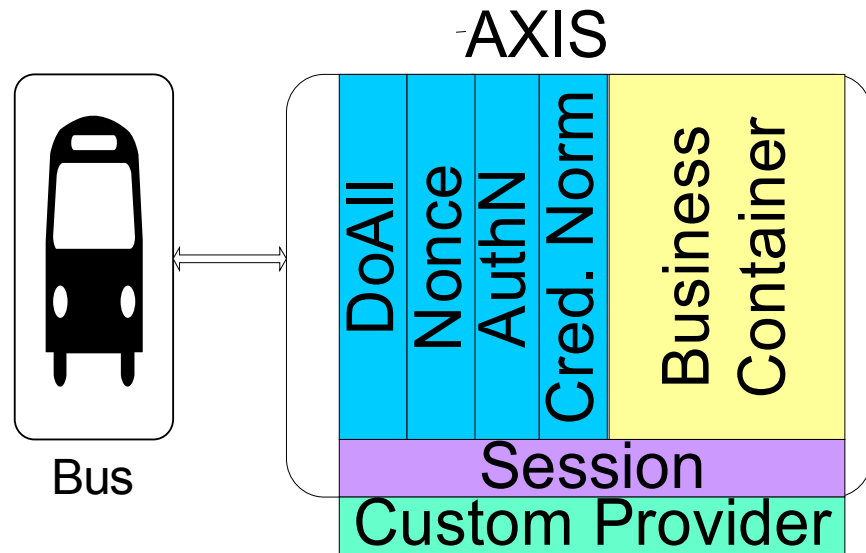 AXIS
DoAll
Nonce
AuthN
Cred. Norm
Business
Container
Session
Custom Provider
Bus